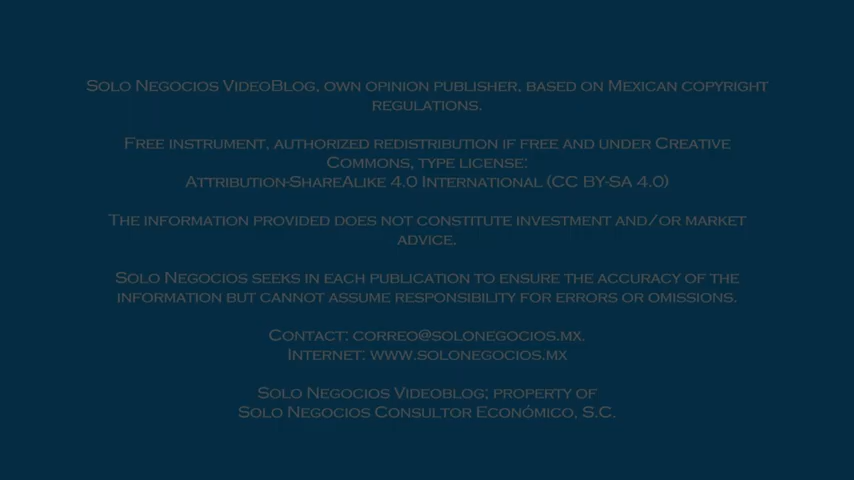 Solo Negocios VideoBlog, own opinion publisher, based on Mexican copyright
regulations.
Free instrument, authorized redistribution if free and under Creative
Commons, type license:
Attribution-ShareAlike 4.0 International (CC BY-SA 4.0)
The information provided does not constitute investment and/or market
advice.
Solo Negocios seeks in each publication to ensure the accuracy of the
information but cannot assume responsibility for errors or omissions.
Contact: correo@solonegocios.mx.
Internet: www.solonegocios.mx
Solo Negocios Videoblog; property of
Solo Negocios Consultor Económico, S.C.